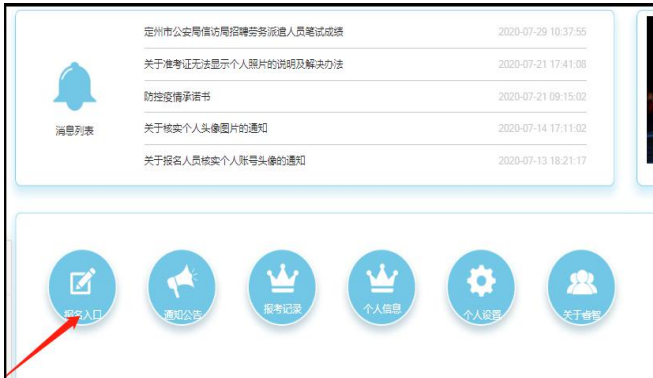 定州市公安局信访局招聘劳务派遣人员笔试成绩 2020-07-29 10:37:55
关于准考证无法显示个人照片的说明及解决办法 2020-07-21 17:41:08
防控疫情承诺书 2020-07-21 09:15:02
消息列表
关于核实个人头像图片的通知 2020-07-14 17:11:02
关于报名人员核实个人账号头像的通知 2020-07-13 18:21:17
报名入口 通知公告 报考记录 个人信息 个人设置 关于睿智